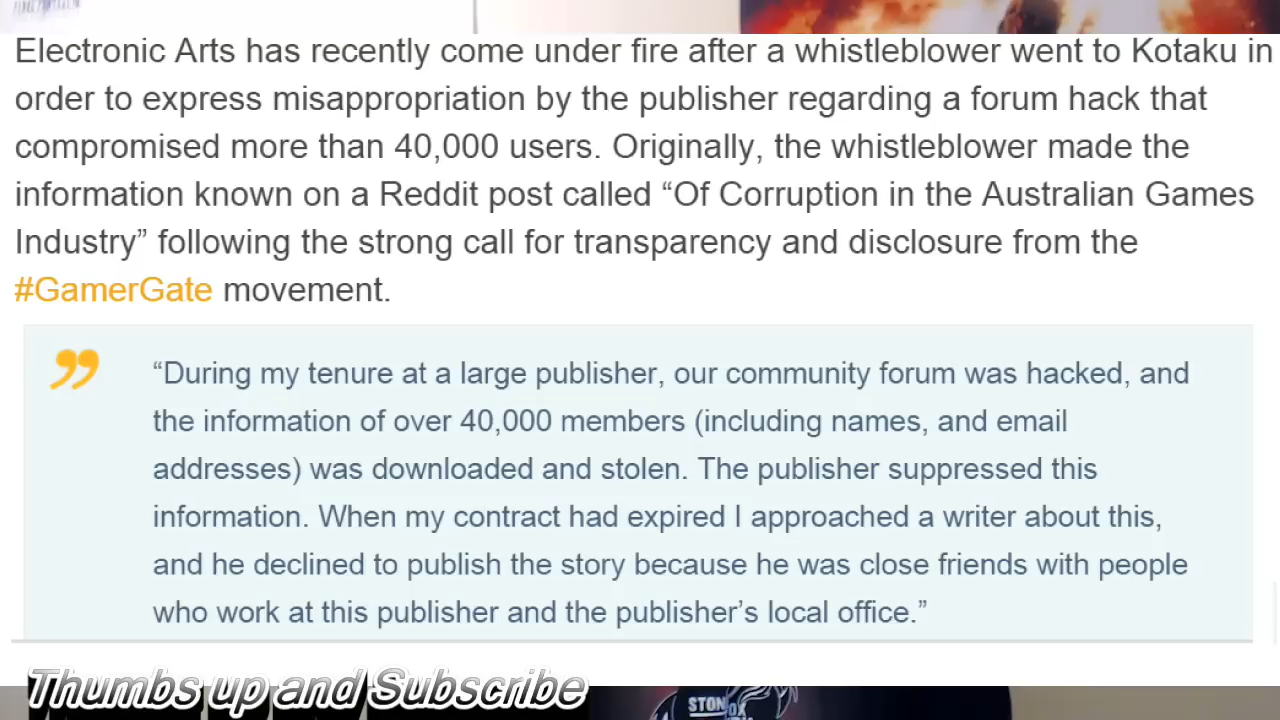 Electronic Arts has recently come under fire after a whistleblower went to Kotaku in
order to express misappropriation by the publisher regarding a forum hack that
compromised more than 40,000 users. Originally, the whistleblower made the
information known on a Reddit post called “Of Corruption in the Australian Games
Industry” following the strong call for transparency and disclosure from the
#GamerGate movement.
”
“During my tenure at a large publisher, our community forum was hacked, and
the information of over 40,000 members (including names, and email
addresses) was downloaded and stolen. The publisher suppressed this
information. When my contract had expired I approached a writer about this,
and he declined to publish the story because he was close friends with people
who work at this publisher and the publisher’s local office.”
Thumbs up and Subscribe